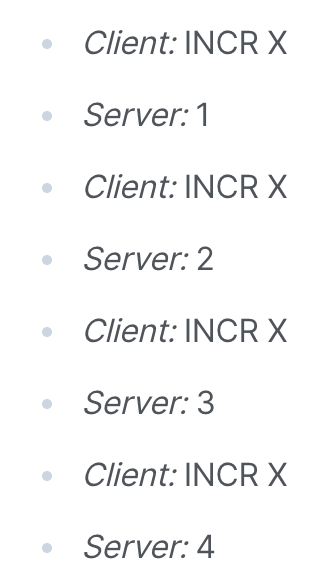 Client: INCR X
Server: 1
Client: INCR X
Server: 2
Client: INCR X
Server: 3
Client: INCR X
Server: 4